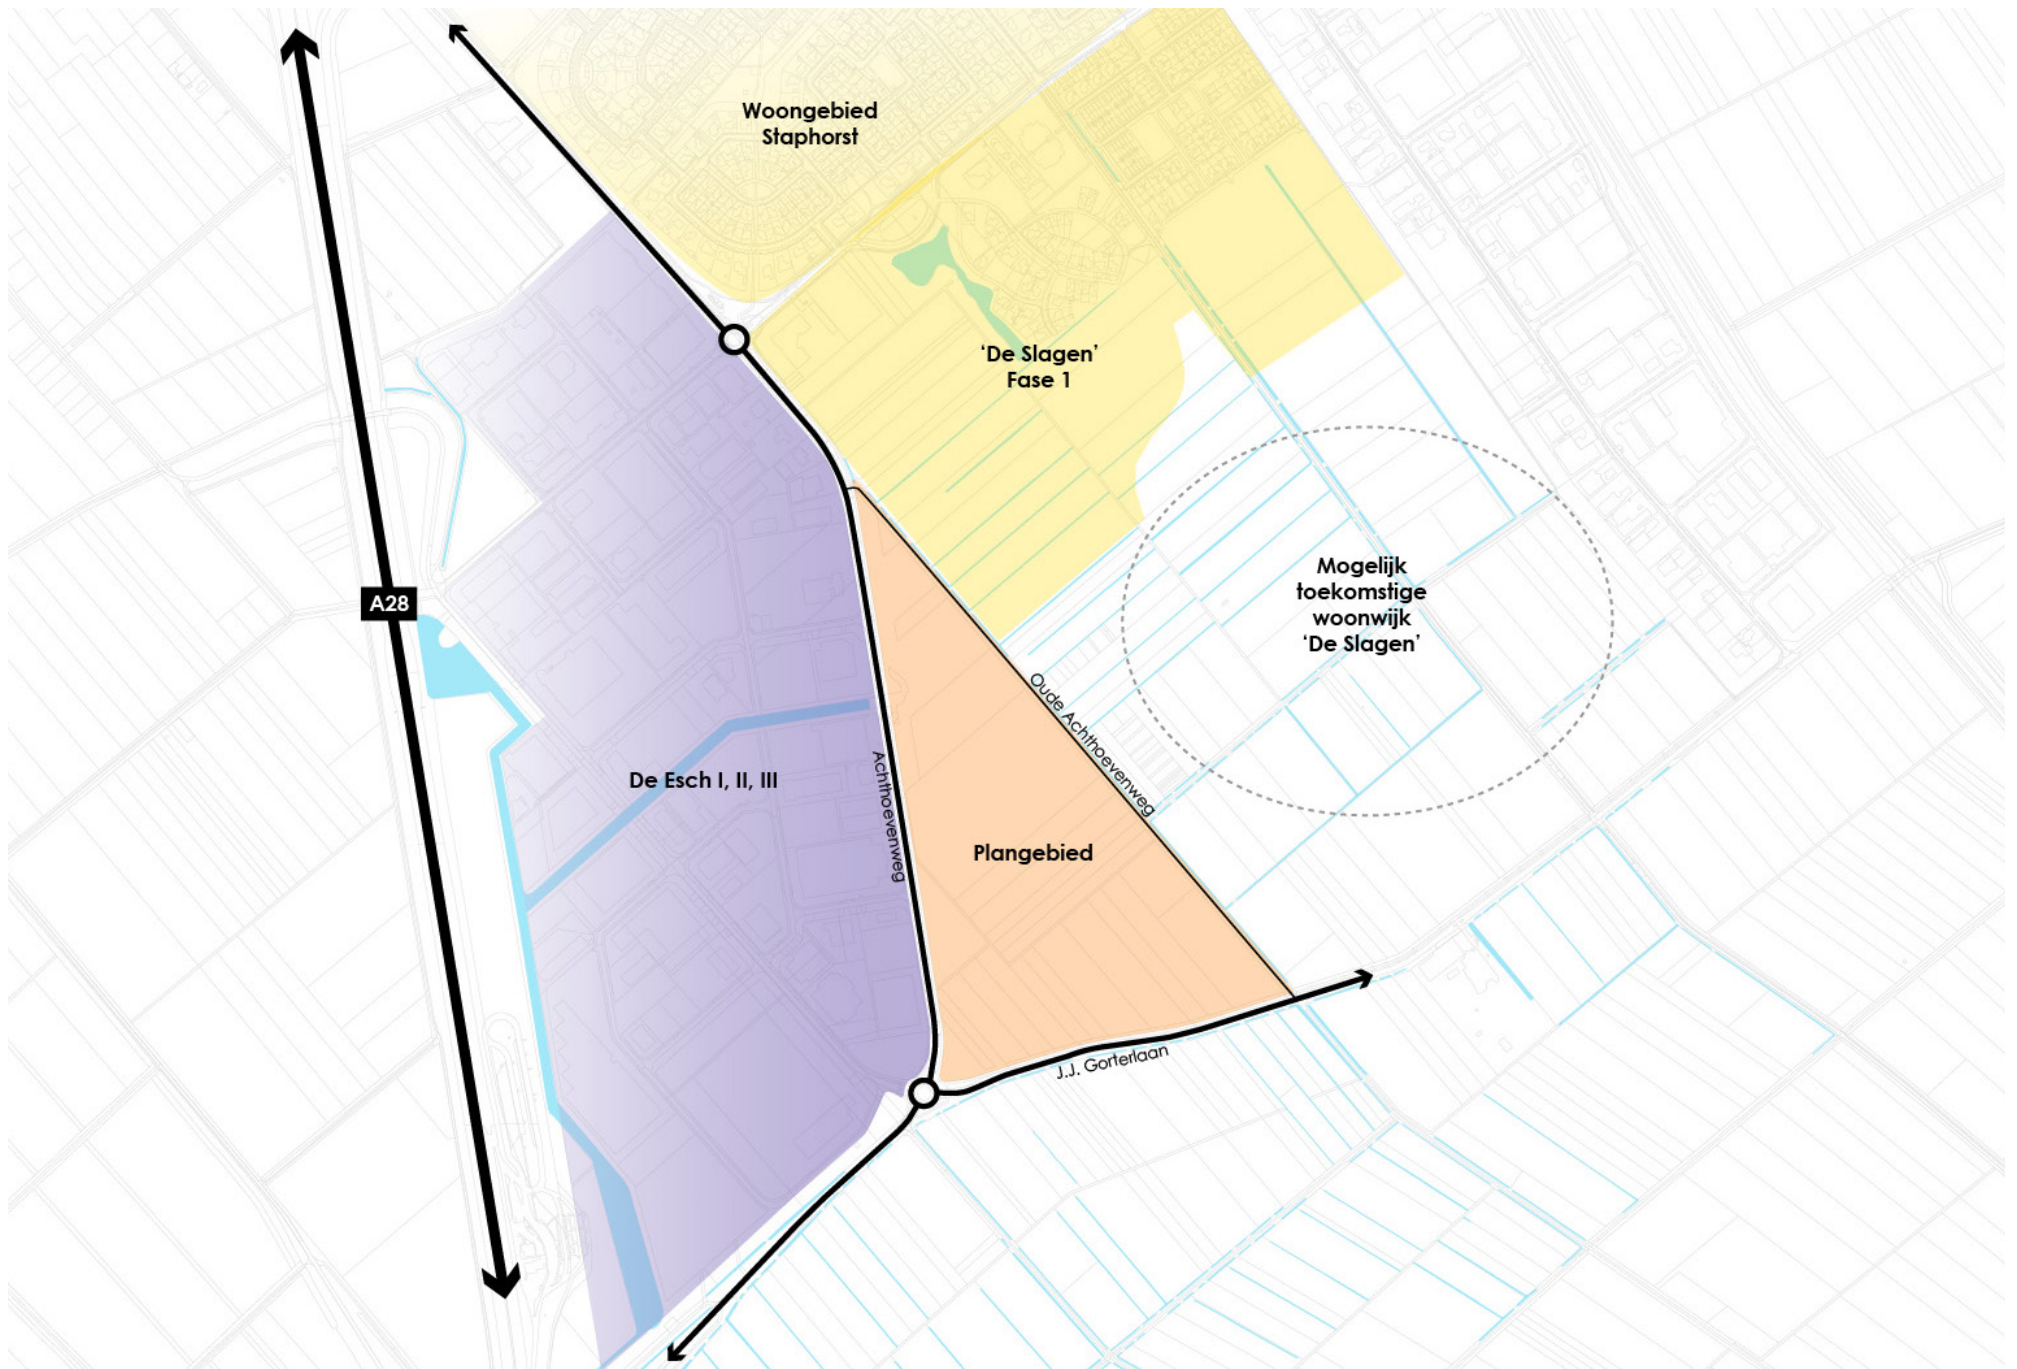 Woongebied
Staphorst
‘De Slagen’
Fase 1
Mogelijk
toekomstige
woonwijk
‘De Slagen’
A28
Oude Achthoevenweg
De Esch I, II, III
Achthoevenweg
Plangebied
J.J. Gorterlaan